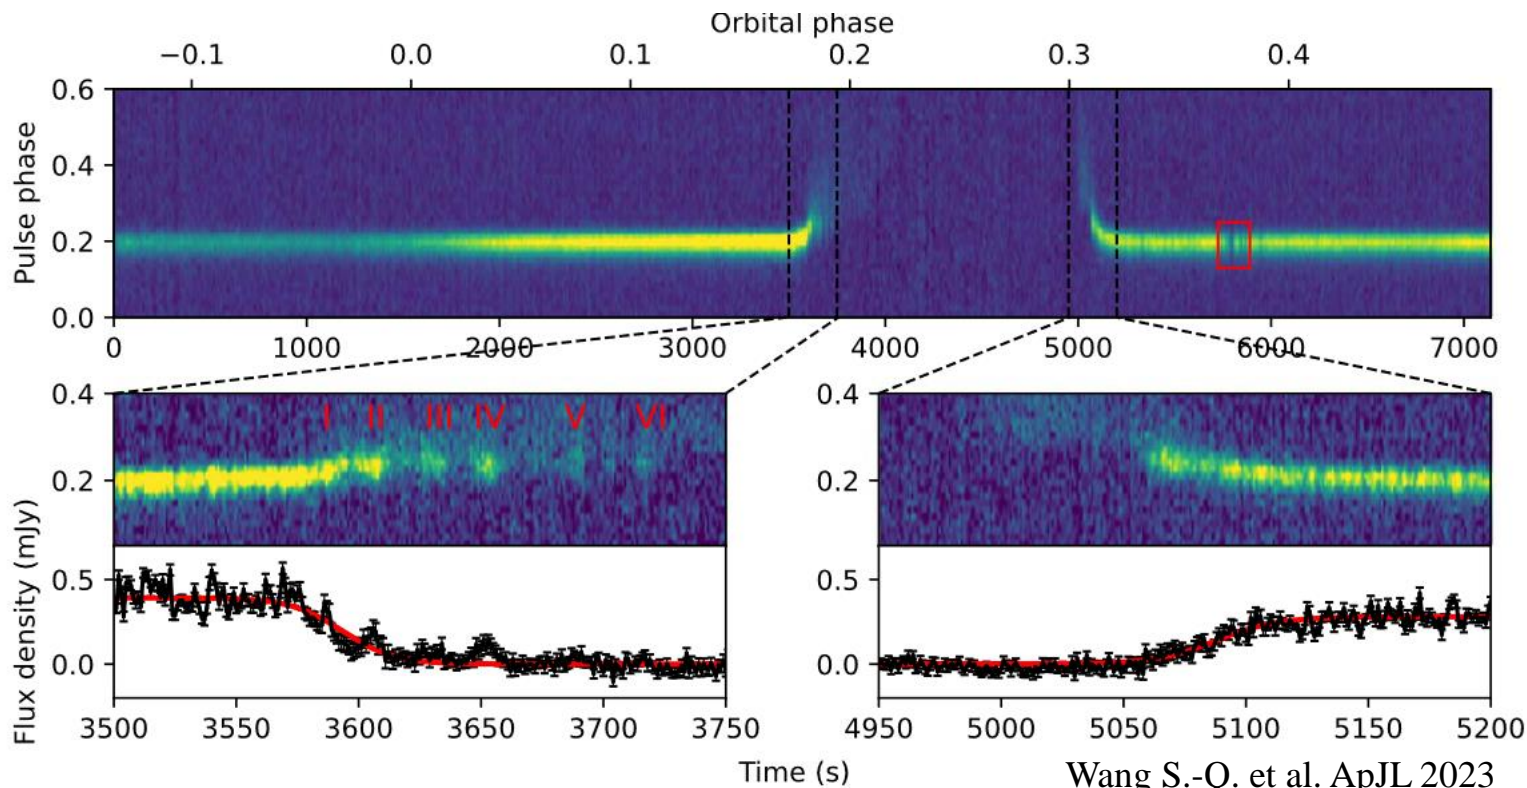 Orbital phase
−0.1 0.0 0.1 0.2 0.3 0.4
Pulse phase
0.6
0.4
0.2
0.0
0 1000 2000 3000 4000 5000 6000 7000
0.4
0.2
I II III IV V VI
0.4
0.2
Flux density (mJy)
0.5
0.0
0.5
0.0
3500 3550 3600 3650 3700 3750
4950 5000 5050 5100 5150 5200
Time (s)
Wang S.-Q. et al. ApJL 2023